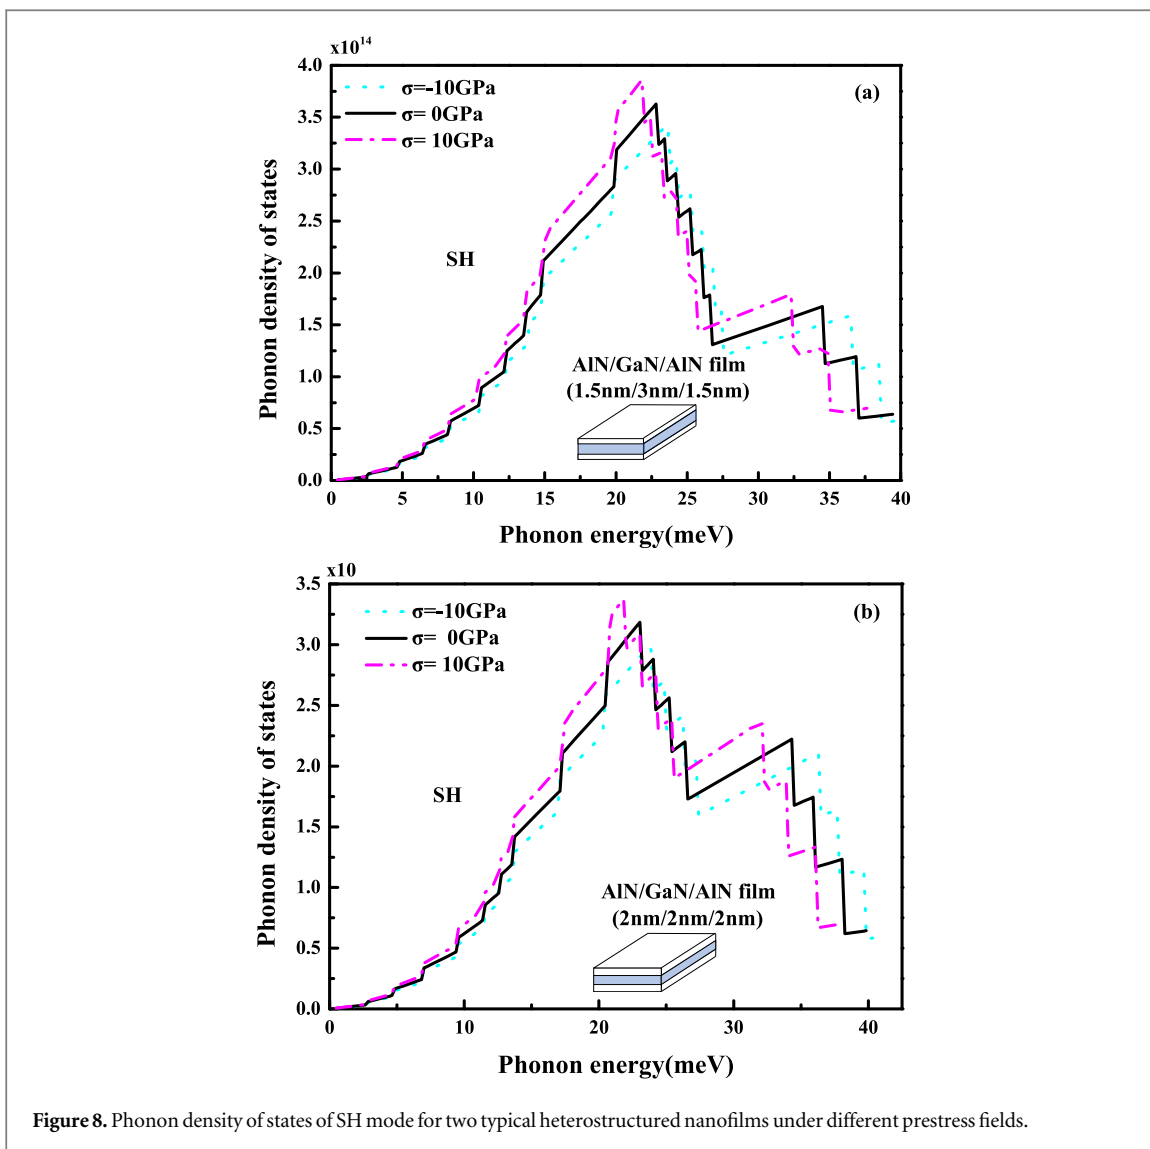 x10^14
4.0
3.5
3.0
2.5
2.0
1.5
1.0
0.5
0.0
Phonon density of states
σ=-10GPa
σ= 0GPa
σ= 10GPa
(a)
SH
AlN/GaN/AlN film
(1.5nm/3nm/1.5nm)
0 5 10 15 20 25 30 35 40
Phonon energy(meV)
x10
3.5
3.0
2.5
2.0
1.5
1.0
0.5
0.0
Phonon density of states
σ=-10GPa
σ= 0GPa
σ= 10GPa
(b)
SH
AlN/GaN/AlN film
(2nm/2nm/2nm)
0 10 20 30 40
Phonon energy(meV)
Figure 8. Phonon density of states of SH mode for two typical heterostructured nanofilms under different prestress fields.